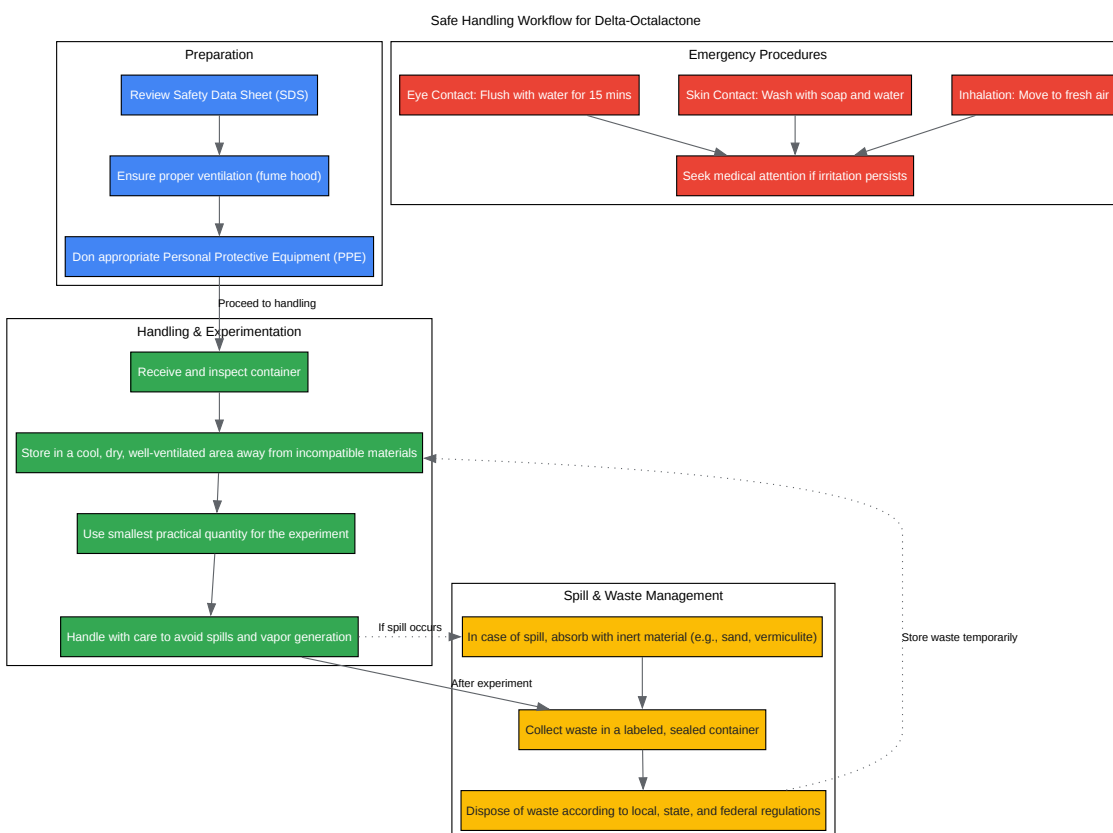 Safe Handling Workflow for Delta-Octalactone
Preparation
Review Safety Data Sheet (SDS)
Ensure proper ventilation (fume hood)
Don appropriate Personal Protective Equipment (PPE)
Emergency Procedures
Eye Contact: Flush with water for 15 mins
Skin Contact: Wash with soap and water
Inhalation: Move to fresh air
Seek medical attention if irritation persists
Proceed to handling
Handling & Experimentation
Receive and inspect container
Store in a cool, dry, well-ventilated area away from incompatible materials
Use smallest practical quantity for the experiment
Handle with care to avoid spills and vapor generation
If spill occurs
After experiment
Spill & Waste Management
In case of spill, absorb with inert material (e.g., sand, vermiculite)
Collect waste in a labeled, sealed container
Dispose of waste according to local, state, and federal regulations
Store waste temporarily